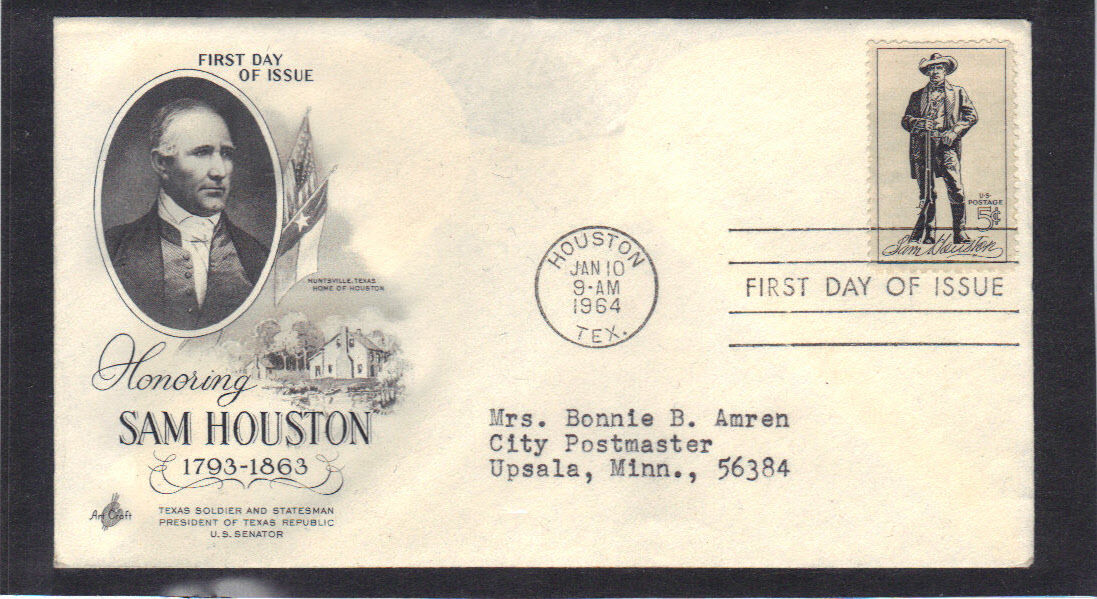 FIRST DAY
OF ISSUE
HUNTSVILLE, TEXAS
HOME OF HOUSTON
Honoring
SAM HOUSTON
1793-1863
Art Craft
TEXAS SOLDIER AND STATESMAN
PRESIDENT OF TEXAS REPUBLIC
U.S. SENATOR
HOUSTON
JAN 10
9-AM
1964
TEX.
U.S.
POSTAGE
5¢
Sam Houston
FIRST DAY OF ISSUE
Mrs. Bonnie B. Amren
City Postmaster
Upsala, Minn., 56384